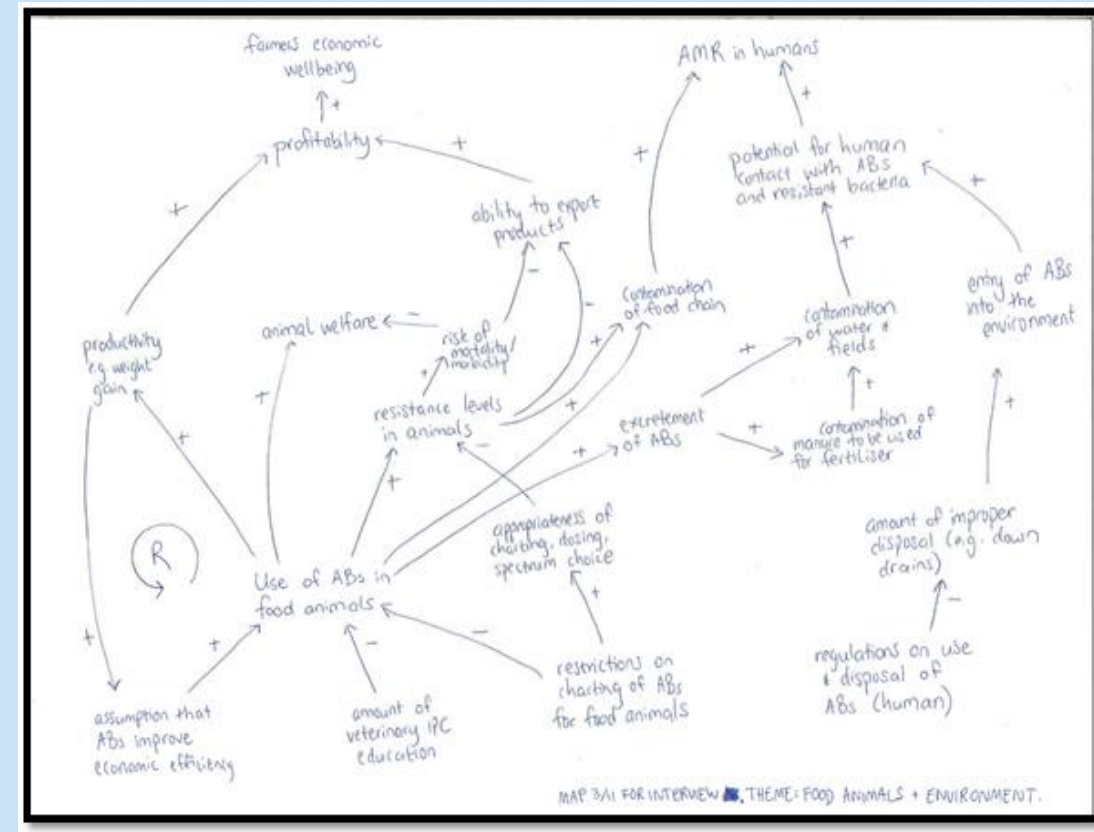 farmers economic
wellbeing
AMR in humans
+
profitability
+
+
+
potential for human
contact with ABs
and resistant bacteria
+
+
ability to export
products
+
−
−
contamination
of food chain
contamination
of water &
fields
entry of ABs
into the
environment
productivity
e.g. weight
gain
animal welfare
−
risk of
mortality/
morbidity
+
+
+
resistance levels
in animals
+
−
excretement
of ABs
+
+
contamination of
manure to be used
for fertiliser
+
+
+
+
+
appropriateness of
charting, dosing,
spectrum choice
amount of improper
disposal (e.g. down
drains)
R
Use of ABs in
food animals
+
−
+
+
−
−
restrictions on
charting of ABs
for food animals
regulations on use
& disposal of
ABs (human)
assumption that
ABs improve
economic efficiency
amount of
veterinary IPC
education
MAP 3/11 FOR INTERVIEW , THEME: FOOD ANIMALS + ENVIRONMENT.